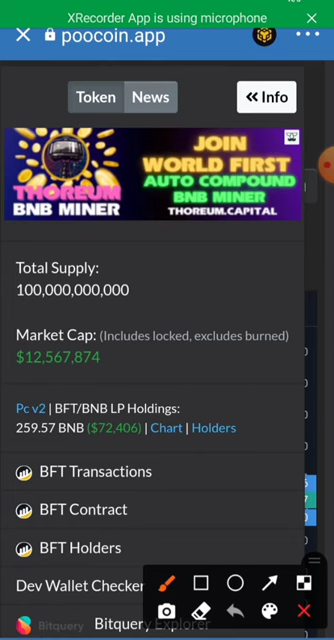 XRecorder App is using microphone
poocoin.app
Token News Info
JOIN
WORLD FIRST
AUTO COMPOUND
BNB MINER
THOREUM.CAPITAL
THOREUM
BNB MINER
Total Supply:
100,000,000,000
Market Cap: (Includes locked, excludes burned)
$12,567,874
Pc v2 | BFT/BNB LP Holdings:
259.57 BNB ($72,406) | Chart | Holders
BFT Transactions
BFT Contract
BFT Holders
Dev Wallet Checker
Bitquery Bitquery Explorer